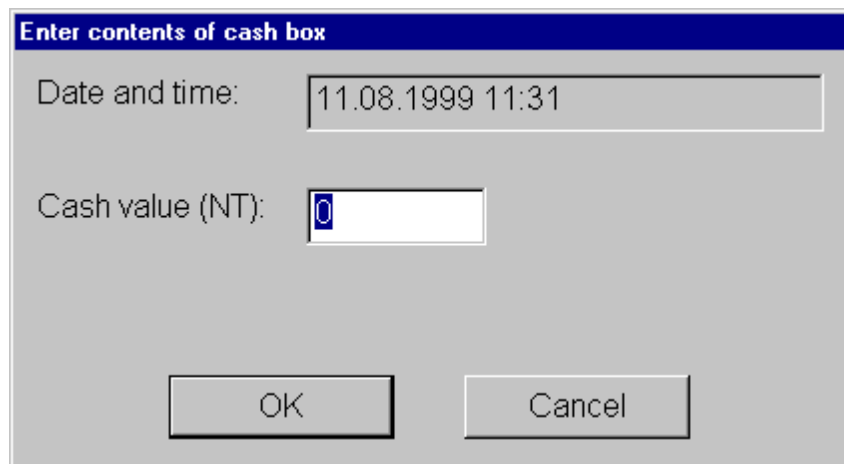 Enter contents of cash box
Date and time: 11.08.1999 11:31
Cash value (NT): 0
OK Cancel